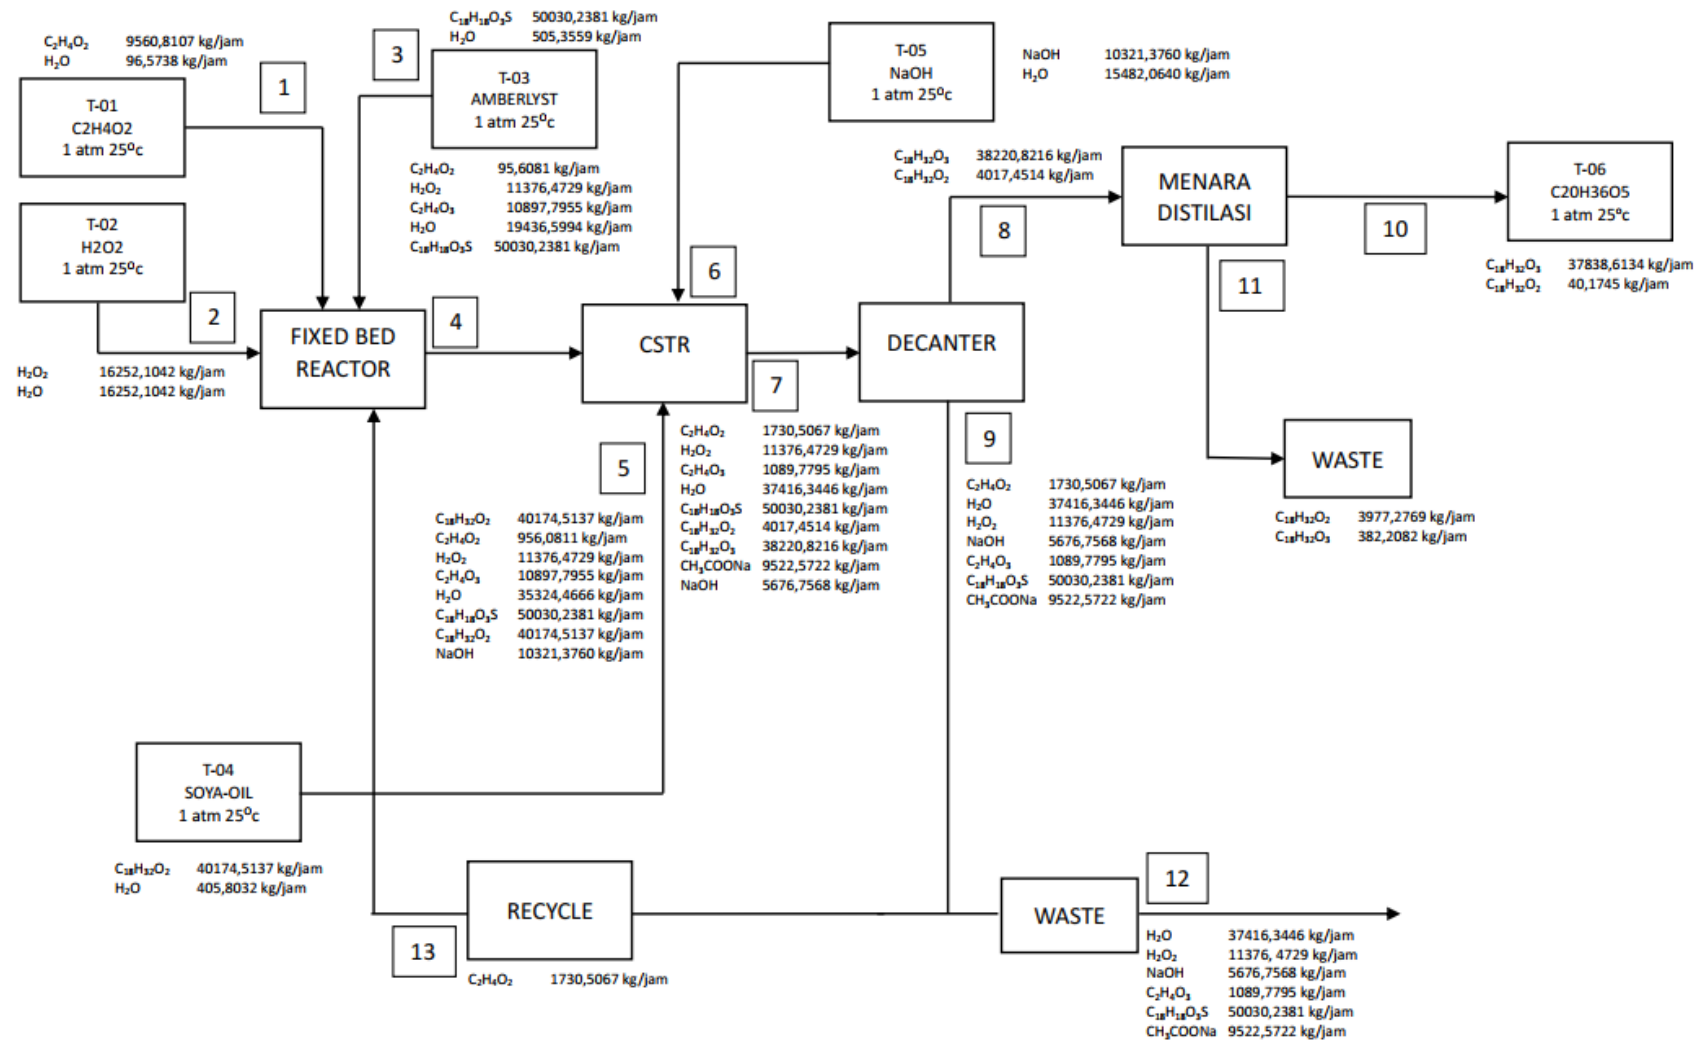 C₂H₄O₂ 9560,8107 kg/jam
H₂O 96,5738 kg/jam
1
T-01
C2H4O2
1 atm 25⁰c
T-02
H2O2
1 atm 25⁰c
2
H₂O₂ 16252,1042 kg/jam
H₂O 16252,1042 kg/jam
C₁₈H₁₈O₃S 50030,2381 kg/jam
H₂O 505,3559 kg/jam
3
T-03
AMBERLYST
1 atm 25⁰c
C₂H₄O₂ 95,6081 kg/jam
H₂O₂ 11376,4729 kg/jam
C₂H₄O₃ 10897,7955 kg/jam
H₂O 19436,5994 kg/jam
C₁₈H₁₈O₃S 50030,2381 kg/jam
FIXED BED
REACTOR
4
T-05
NaOH
1 atm 25⁰c
NaOH 10321,3760 kg/jam
H₂O 15482,0640 kg/jam
6
CSTR
5
C₁₈H₃₂O₂ 40174,5137 kg/jam
C₂H₄O₂ 956,0811 kg/jam
H₂O₂ 11376,4729 kg/jam
C₂H₄O₃ 10897,7955 kg/jam
H₂O 35324,4666 kg/jam
C₁₈H₁₈O₃S 50030,2381 kg/jam
C₁₈H₃₂O₂ 40174,5137 kg/jam
NaOH 10321,3760 kg/jam
7
C₂H₄O₂ 1730,5067 kg/jam
H₂O₂ 11376,4729 kg/jam
C₂H₄O₃ 1089,7795 kg/jam
H₂O 37416,3446 kg/jam
C₁₈H₁₈O₃S 50030,2381 kg/jam
C₁₈H₃₂O₂ 4017,4514 kg/jam
C₁₈H₃₂O₃ 38220,8216 kg/jam
CH₃COONa 9522,5722 kg/jam
NaOH 5676,7568 kg/jam
DECANTER
C₁₈H₃₂O₃ 38220,8216 kg/jam
C₁₈H₃₂O₂ 4017,4514 kg/jam
8
9
C₂H₄O₂ 1730,5067 kg/jam
H₂O 37416,3446 kg/jam
H₂O₂ 11376,4729 kg/jam
NaOH 5676,7568 kg/jam
C₂H₄O₃ 1089,7795 kg/jam
C₁₈H₁₈O₃S 50030,2381 kg/jam
CH₃COONa 9522,5722 kg/jam
MENARA
DISTILASI
10
T-06
C20H36O5
1 atm 25⁰c
C₁₈H₃₂O₃ 37838,6134 kg/jam
C₁₈H₃₂O₂ 40,1745 kg/jam
11
WASTE
C₁₈H₃₂O₂ 3977,2769 kg/jam
C₁₈H₃₂O₃ 382,2082 kg/jam
T-04
SOYA-OIL
1 atm 25⁰c
C₁₈H₃₂O₂ 40174,5137 kg/jam
H₂O 405,8032 kg/jam
13
RECYCLE
C₂H₄O₂ 1730,5067 kg/jam
WASTE
12
H₂O 37416,3446 kg/jam
H₂O₂ 11376, 4729 kg/jam
NaOH 5676,7568 kg/jam
C₂H₄O₃ 1089,7795 kg/jam
C₁₈H₁₈O₃S 50030,2381 kg/jam
CH₃COONa 9522,5722 kg/jam